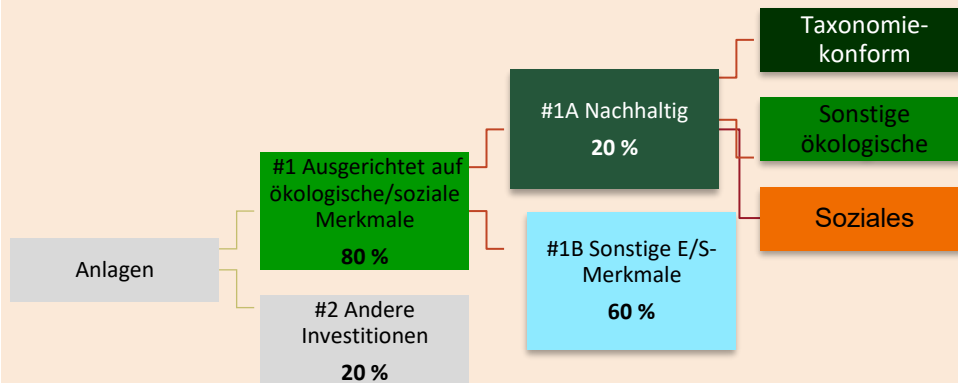 Anlagen
#1 Ausgerichtet auf
ökologische/soziale
Merkmale
80 %
#2 Andere
Investitionen
20 %
#1A Nachhaltig
20 %
#1B Sonstige E/S-
Merkmale
60 %
Taxonomie-
konform
Sonstige
ökologische
Soziales